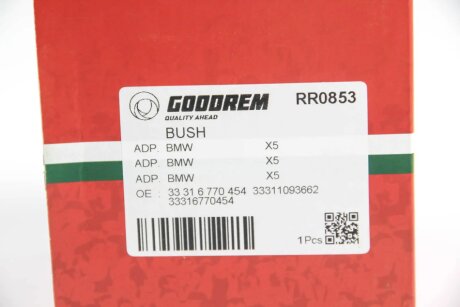 GOODREM RR0853
QUALITY AHEAD
BUSH
ADP. BMW X5
ADP. BMW X5
ADP. BMW X5
OE : 33 31 6 770 454 33311093662
33316770454
1Pcs